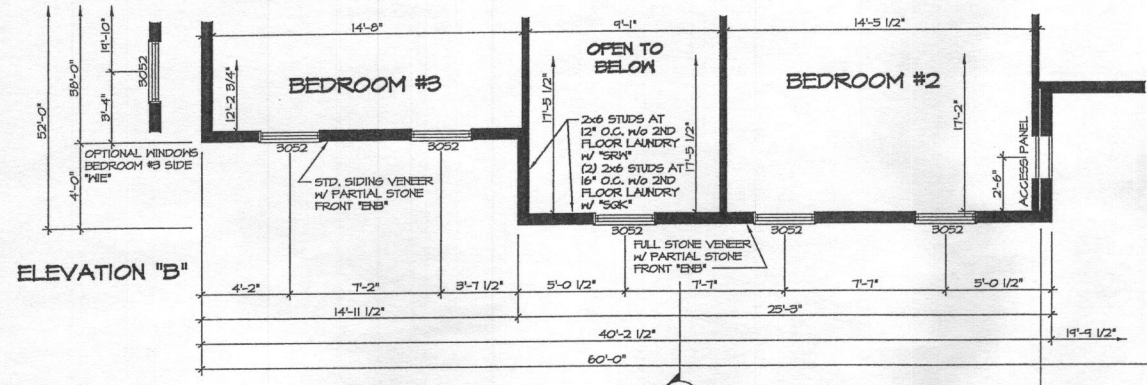 14'-8"
9'-1"
14'-5 1/2"
19'-10"
3052
38'-0"
52'-0"
3'-4"
12'-2 3/4"
BEDROOM #3
OPEN TO
BELOW
17'-5 1/2"
17'-5 1/2"
BEDROOM #2
17'-2"
2'-6"
ACCESS PANEL
3052
3052
OPTIONAL WINDOWS
BEDROOM #3 SIDE
"WIE"
4'-0"
STD. SIDING VENEER
W/ PARTIAL STONE
FRONT "ENB"
2x6 STUDS AT
12" O.C. W/O 2ND
FLOOR LAUNDRY
W/ "SRW"
(2) 2x6 STUDS AT
16" O.C. W/O 2ND
FLOOR LAUNDRY
W/ "SGK"
3052
3052
3052
FULL STONE VENEER
W/ PARTIAL STONE
FRONT "ENB"
ELEVATION "B"
4'-2"
7'-2"
3'-7 1/2"
5'-0 1/2"
7'-7"
7'-7"
5'-0 1/2"
14'-11 1/2"
25'-3"
40'-2 1/2"
19'-9 1/2"
60'-0"